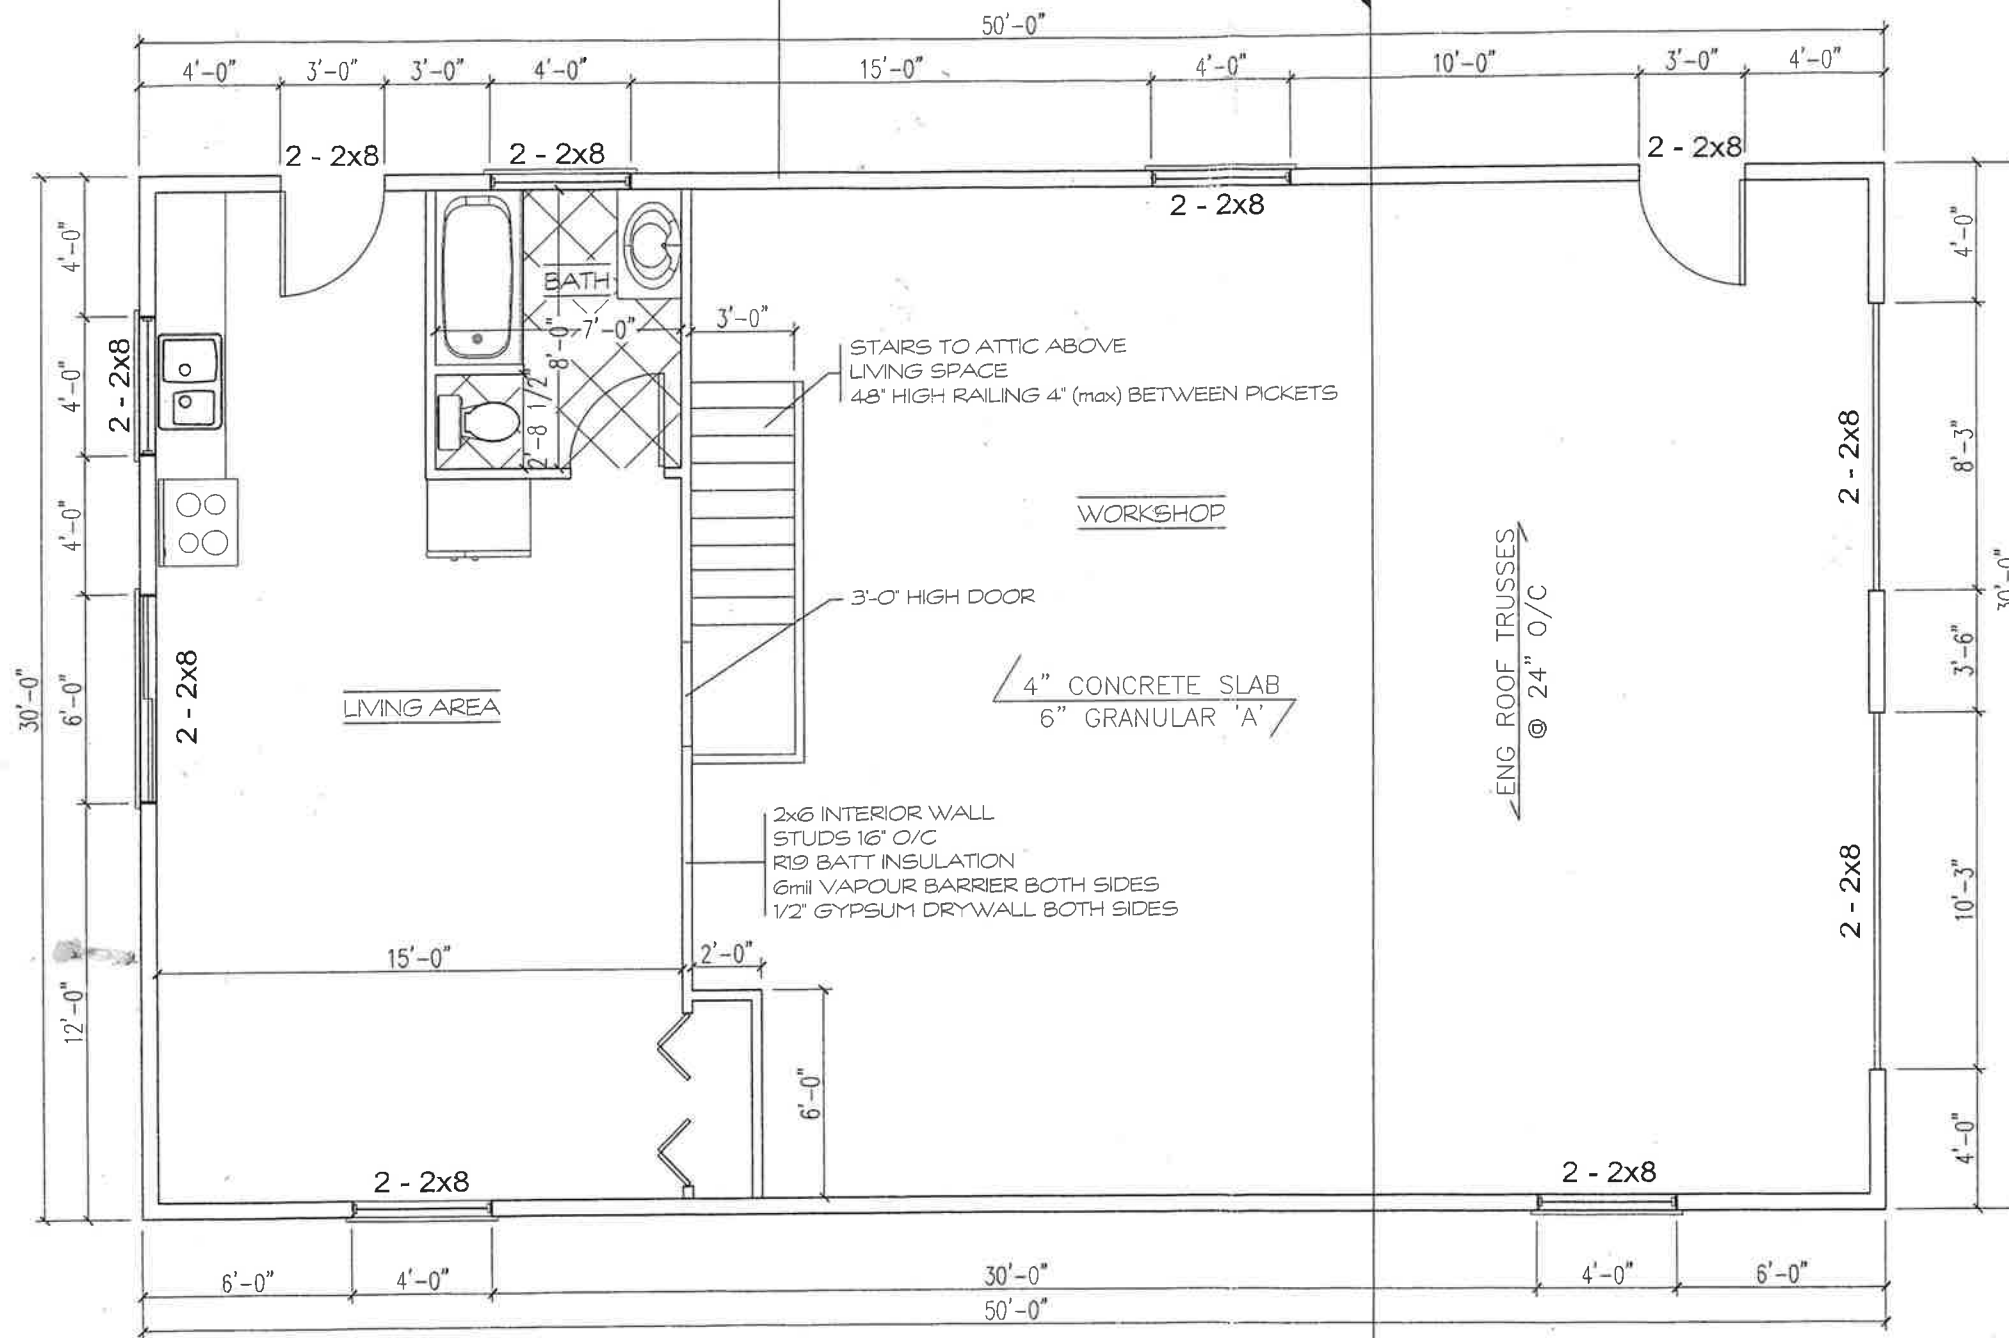 50'-0"
4'-0" 3'-0" 3'-0" 4'-0" 15'-0" 4'-0" 10'-0" 3'-0" 4'-0"
2 - 2x8 2 - 2x8 2 - 2x8
2 - 2x8
4'-0"
4'-0"
BATH
7'-0"
8'-0"
2'-8 1/2"
3'-0"
STAIRS TO ATTIC ABOVE
LIVING SPACE
48" HIGH RAILING 4" (max) BETWEEN PICKETS
4'-0"
2 - 2x8
2 - 2x8
8'-3"
WORKSHOP
4'-0"
3'-0" HIGH DOOR
ENG ROOF TRUSSES
@ 24" O/C
30'-0"
3'-6"
30'-0"
6'-0"
2 - 2x8
LIVING AREA
4" CONCRETE SLAB
6" GRANULAR 'A'
2x6 INTERIOR WALL
STUDS 16" O/C
R19 BATT INSULATION
6mil VAPOUR BARRIER BOTH SIDES
1/2" GYPSUM DRYWALL BOTH SIDES
2 - 2x8
10'-3"
15'-0"
2'-0"
12'-0"
6'-0"
4'-0"
2 - 2x8
2 - 2x8
6'-0" 4'-0" 30'-0" 4'-0" 6'-0"
50'-0"